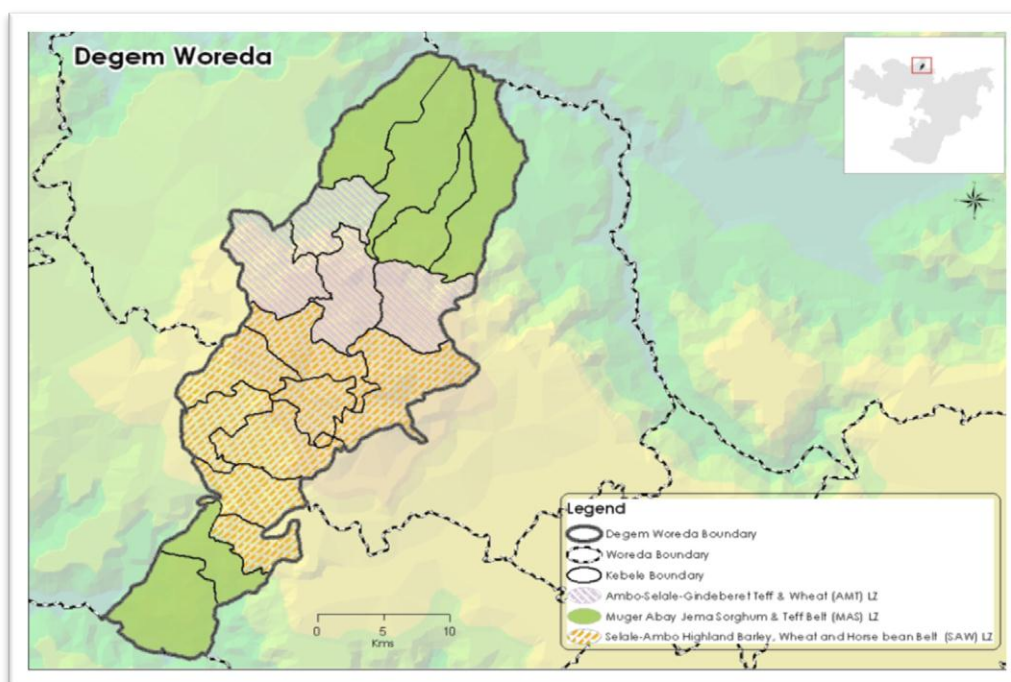 Degem Woreda
Legend
Degem Woreda Boundary
Woreda Boundary
Kebele Boundary
Ambo-Selale-Gindeberet Teff & Wheat (AMT) LZ
Muger Abay Jema Sorghum & Teff Belt (MAS) LZ
Selale-Ambo Highland Barley, Wheat and Horse bean Belt (SAW) LZ
0 5 10
Kms